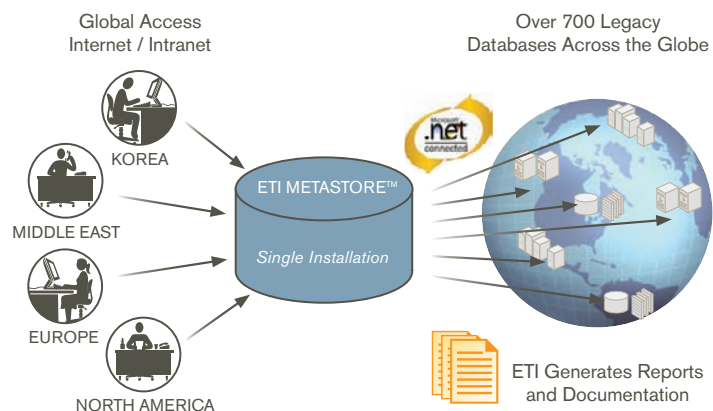 Global Access
Internet / Intranet
Over 700 Legacy
Databases Across the Globe
KOREA
MIDDLE EAST
EUROPE
NORTH AMERICA
ETI METASTORE™
Single Installation
Microsoft
.net
connected
ETI Generates Reports
and Documentation